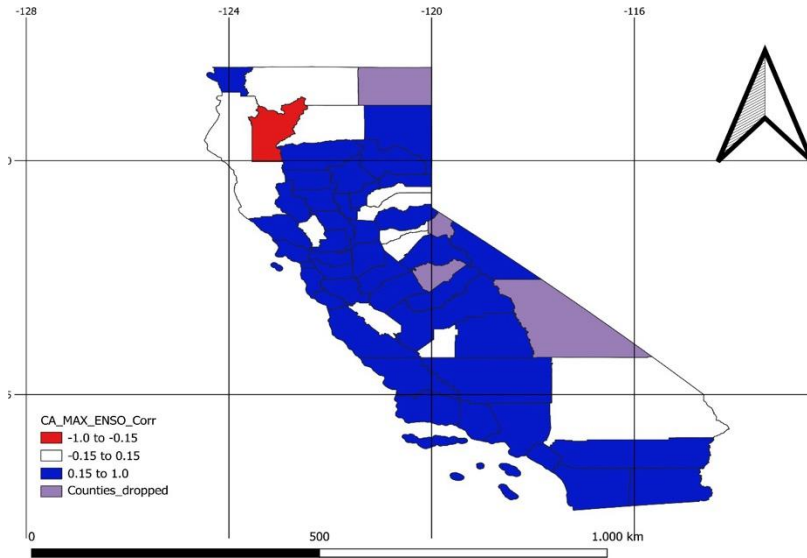 -128 -124 -120 -116
CA_MAX_ENSO_Corr
-1.0 to -0.15
-0.15 to 0.15
0.15 to 1.0
Counties_dropped
0 500 1.000 km